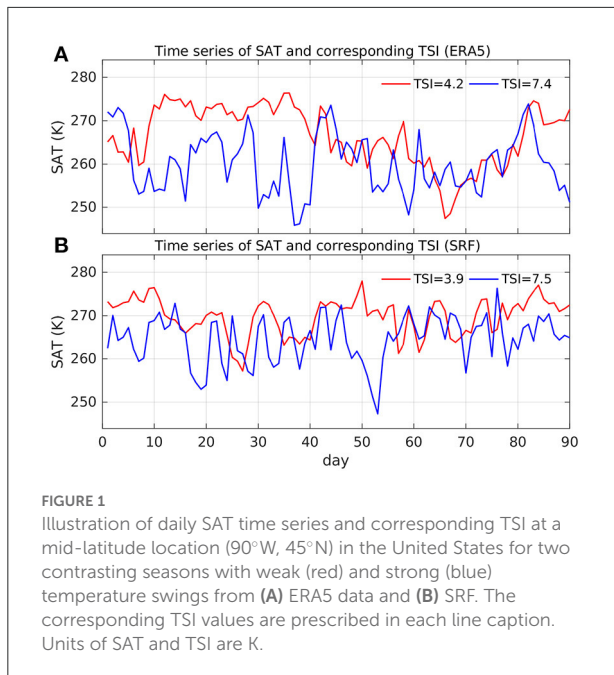 A
Time series of SAT and corresponding TSI (ERA5)
280
TSI=4.2 TSI=7.4
270
260
250
SAT (K)
B
Time series of SAT and corresponding TSI (SRF)
280
TSI=3.9 TSI=7.5
270
260
250
SAT (K)
0 10 20 30 40 50 60 70 80 90
day
FIGURE 1
Illustration of daily SAT time series and corresponding TSI at a
mid-latitude location (90°W, 45°N) in the United States for two
contrasting seasons with weak (red) and strong (blue)
temperature swings from (A) ERA5 data and (B) SRF. The
corresponding TSI values are prescribed in each line caption.
Units of SAT and TSI are K.